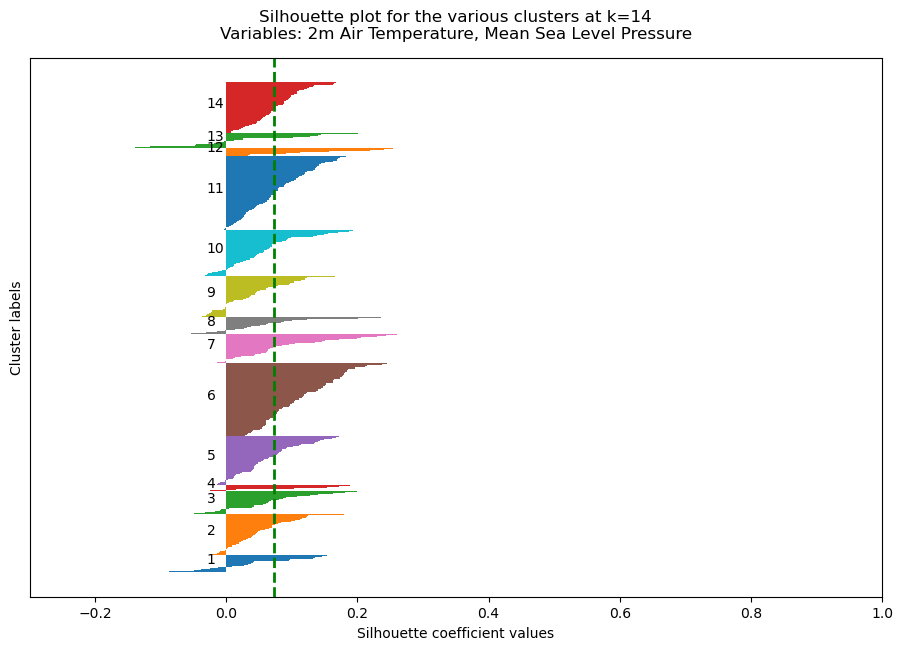 Silhouette plot for the various clusters at k=14
Variables: 2m Air Temperature, Mean Sea Level Pressure
Cluster labels
14
13
12
11
10
9
8
7
6
5
4
3
2
1
−0.2 0.0 0.2 0.4 0.6 0.8 1.0
Silhouette coefficient values